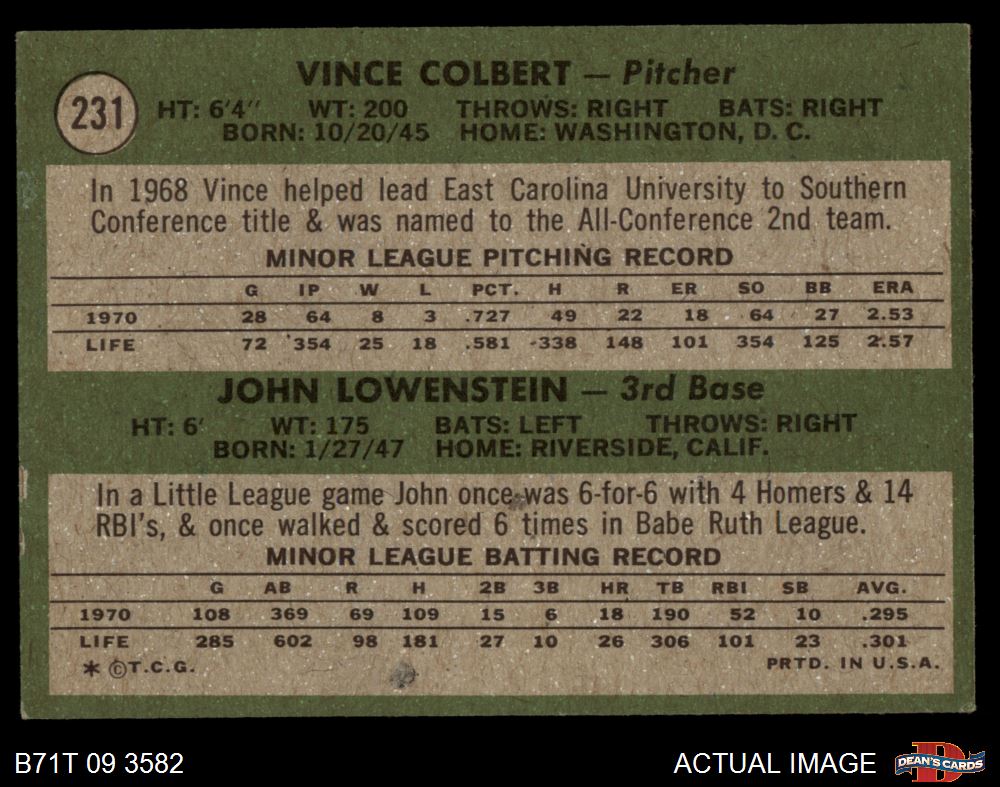 VINCE COLBERT — Pitcher
231
HT: 6'4" WT: 200 THROWS: RIGHT BATS: RIGHT
BORN: 10/20/45 HOME: WASHINGTON, D. C.
In 1968 Vince helped lead East Carolina University to Southern
Conference title & was named to the All-Conference 2nd team.
MINOR LEAGUE PITCHING RECORD
G IP W L PCT. H R ER SO BB ERA
1970 28 64 8 3 .727 49 22 18 64 27 2.53
LIFE 72 354 25 18 .581 338 148 101 354 125 2.57
JOHN LOWENSTEIN — 3rd Base
HT: 6' WT: 175 BATS: LEFT THROWS: RIGHT
BORN: 1/27/47 HOME: RIVERSIDE, CALIF.
In a Little League game John once was 6-for-6 with 4 Homers & 14
RBI's, & once walked & scored 6 times in Babe Ruth League.
MINOR LEAGUE BATTING RECORD
G AB R H 2B 3B HR TB RBI SB AVG.
1970 108 369 69 109 15 6 18 190 52 10 .295
LIFE 285 602 98 181 27 10 26 306 101 23 .301
* ©T.C.G. PRTD. IN U.S.A.
B71T 09 3582 ACTUAL IMAGE DEAN'S CARDS